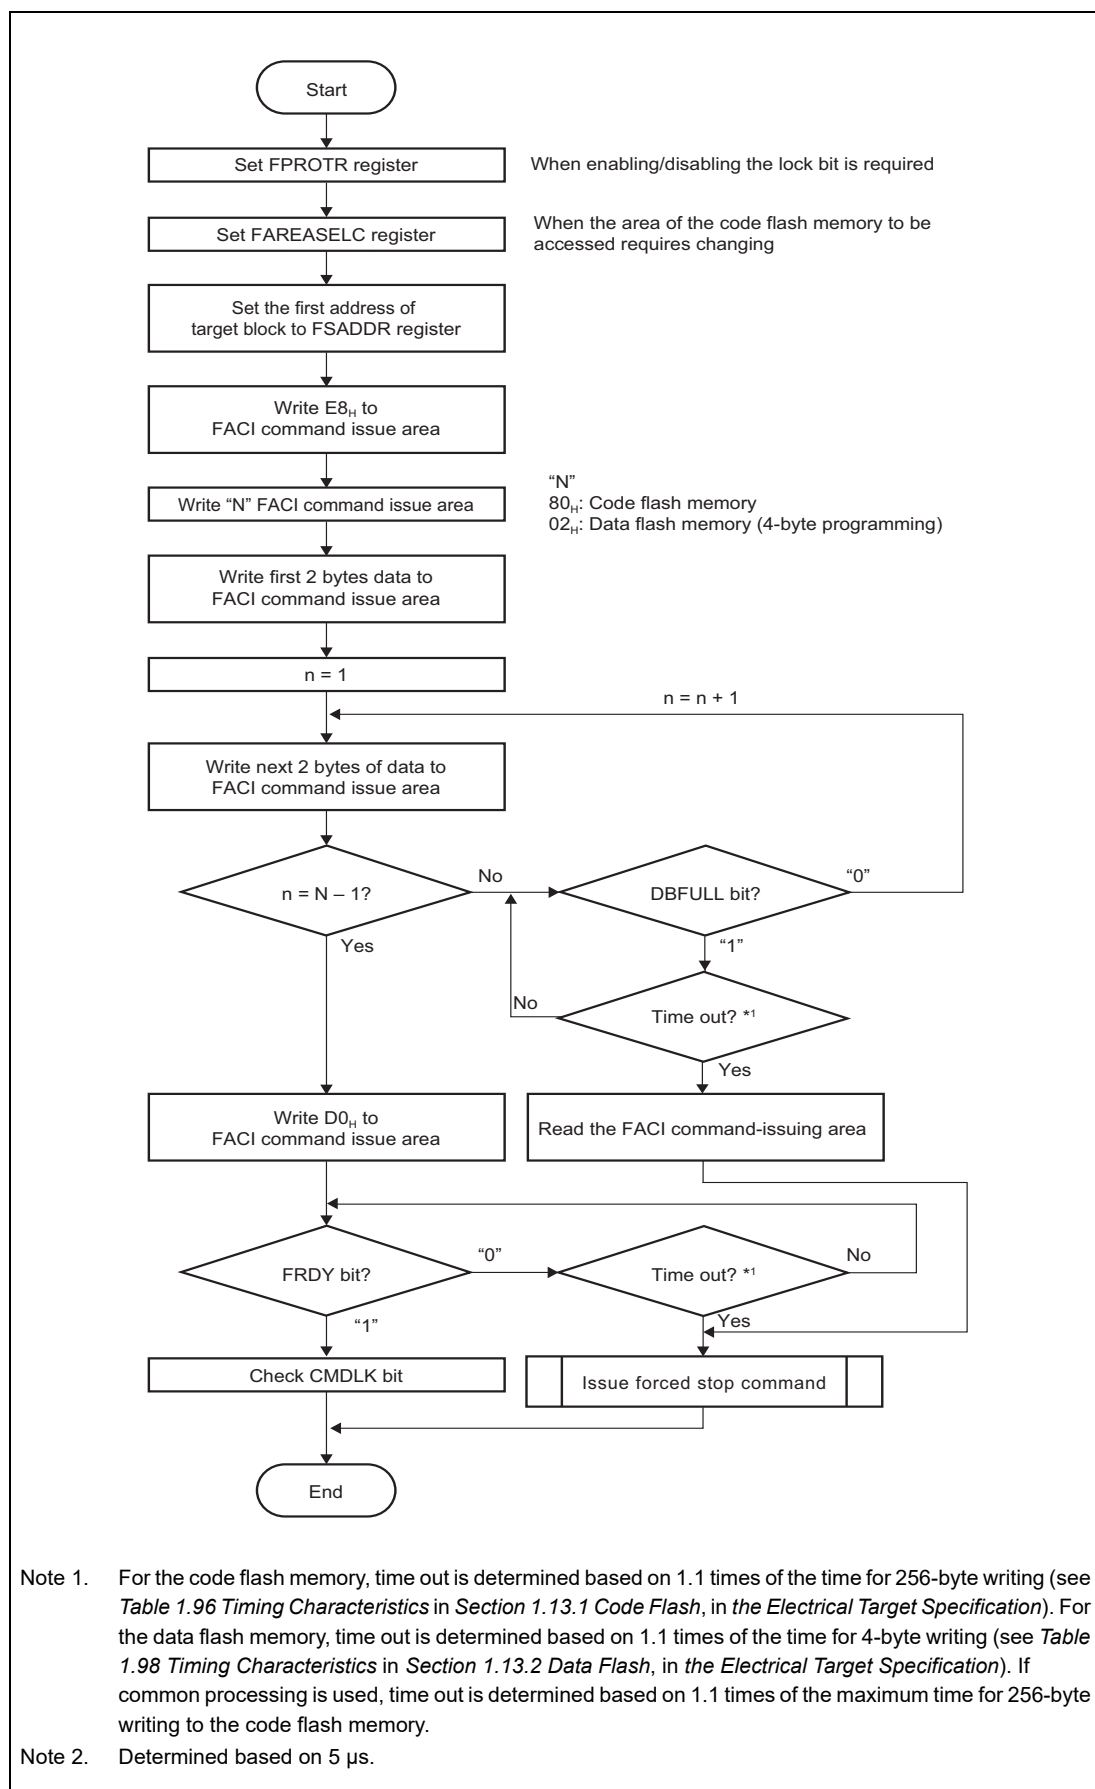 Start
Set FPROTR register
When enabling/disabling the lock bit is required
Set FAREASELC register
When the area of the code flash memory to be
accessed requires changing
Set the first address of
target block to FSADDR register
Write E8H to
FACI command issue area
Write “N” FACI command issue area
“N”
80H: Code flash memory
02H: Data flash memory (4-byte programming)
Write first 2 bytes data to
FACI command issue area
n = 1
n = n + 1
Write next 2 bytes of data to
FACI command issue area
n = N – 1?
No
DBFULL bit?
“0”
Yes
“1”
No
Time out? *1
Yes
Write D0H to
FACI command issue area
Read the FACI command-issuing area
FRDY bit?
“0”
Time out? *1
No
“1”
Yes
Check CMDLK bit
Issue forced stop command
End
Note 1. For the code flash memory, time out is determined based on 1.1 times of the time for 256-byte writing (see
Table 1.96 Timing Characteristics in Section 1.13.1 Code Flash, in the Electrical Target Specification). For
the data flash memory, time out is determined based on 1.1 times of the time for 4-byte writing (see Table
1.98 Timing Characteristics in Section 1.13.2 Data Flash, in the Electrical Target Specification). If
common processing is used, time out is determined based on 1.1 times of the maximum time for 256-byte
writing to the code flash memory.
Note 2. Determined based on 5 µs.